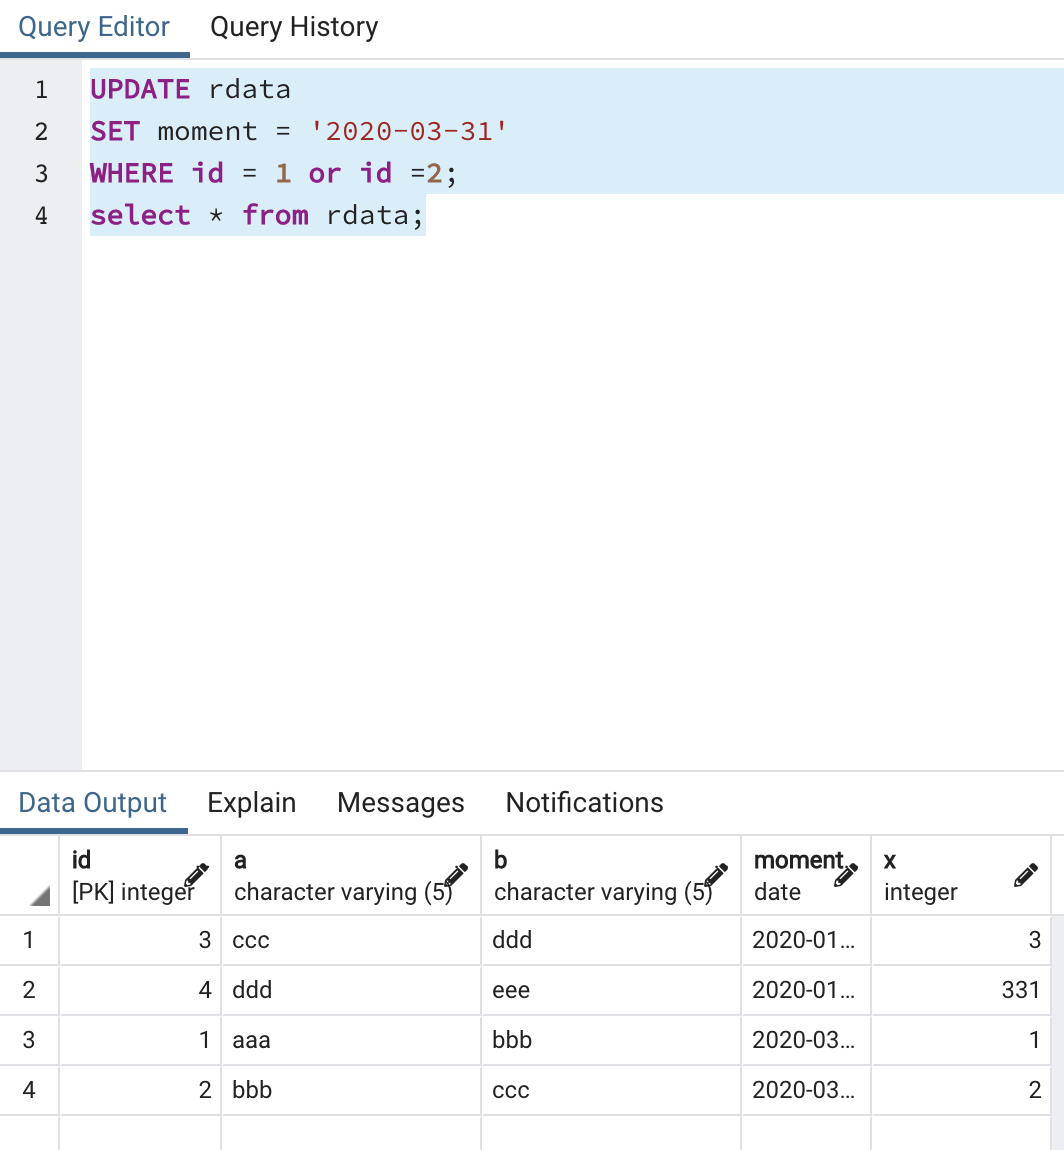 Query Editor Query History
1 UPDATE rdata
2 SET moment = '2020-03-31'
3 WHERE id = 1 or id =2;
4 select * from rdata;
Data Output Explain Messages Notifications
id a b moment x
[PK] integer character varying (5) character varying (5) date integer
1 3 ccc ddd 2020-01... 3
2 4 ddd eee 2020-01... 331
3 1 aaa bbb 2020-03... 1
4 2 bbb ccc 2020-03... 2